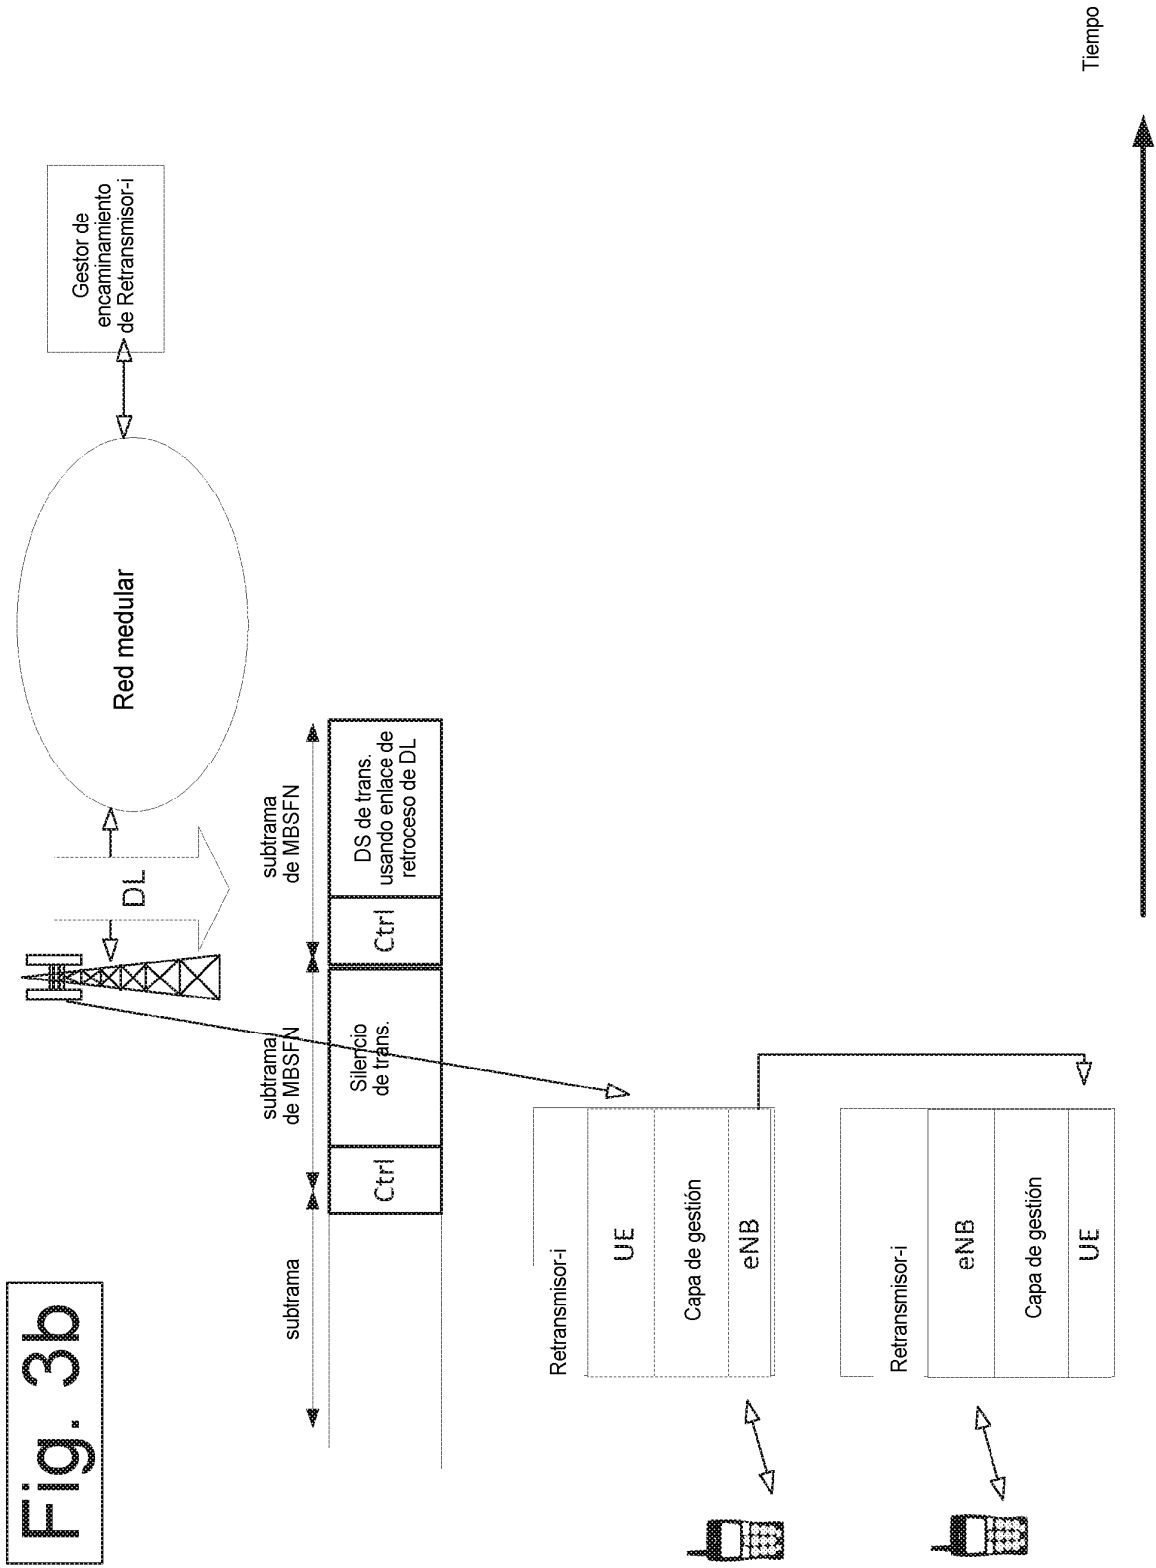 Fig. 3b
Gestor de
encaminamiento
de Retransmisor-i
Red medular
DL
subtrama
subtrama
de MBSFN
subtrama
de MBSFN
Ctrl
Silencio
de trans.
Ctrl
DS de trans.
usando enlace de
retroceso de DL
Retransmisor-i
UE
Capa de gestión
eNB
Retransmisor-i
eNB
Capa de gestión
UE
Tiempo